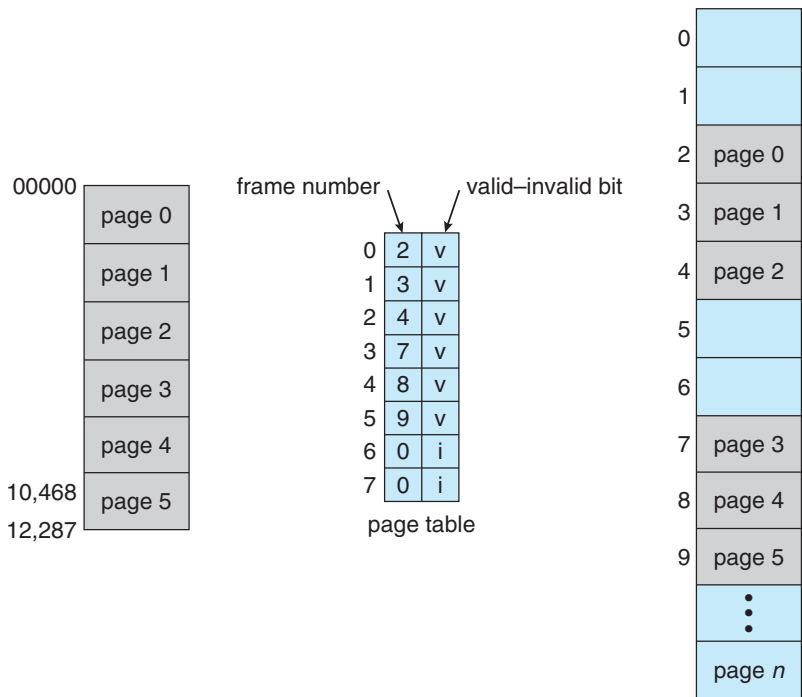 00000
page 0
page 1
page 2
page 3
page 4
page 5
10,468
12,287
frame number
valid–invalid bit
0 2 v
1 3 v
2 4 v
3 7 v
4 8 v
5 9 v
6 0 i
7 0 i
page table
0
1
2 page 0
3 page 1
4 page 2
5
6
7 page 3
8 page 4
9 page 5
page n